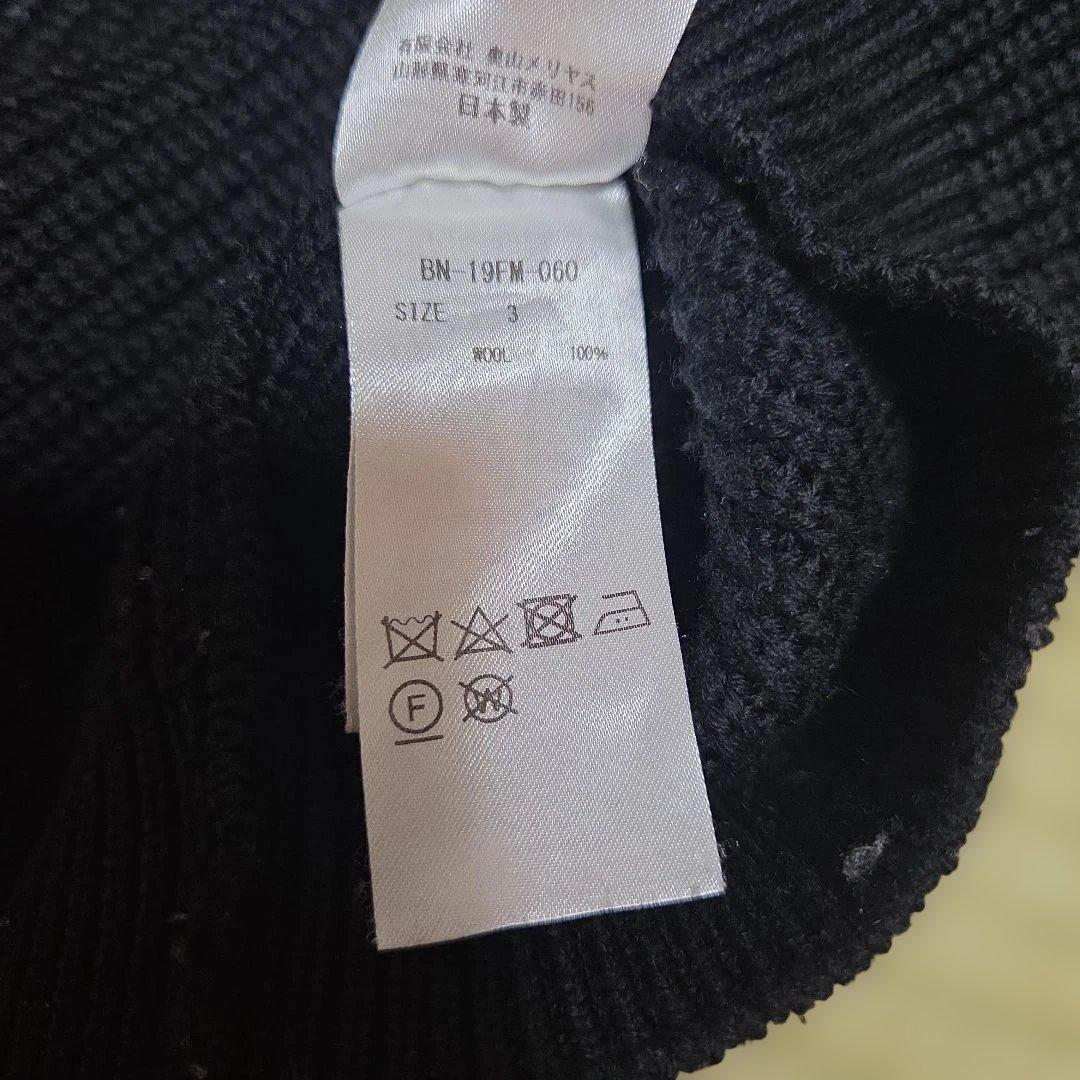 有限会社 東山メリヤス
山形県寒河江市赤田156
日本製
BN-19FM-060
SIZE 3
WOOL 100%
F
W